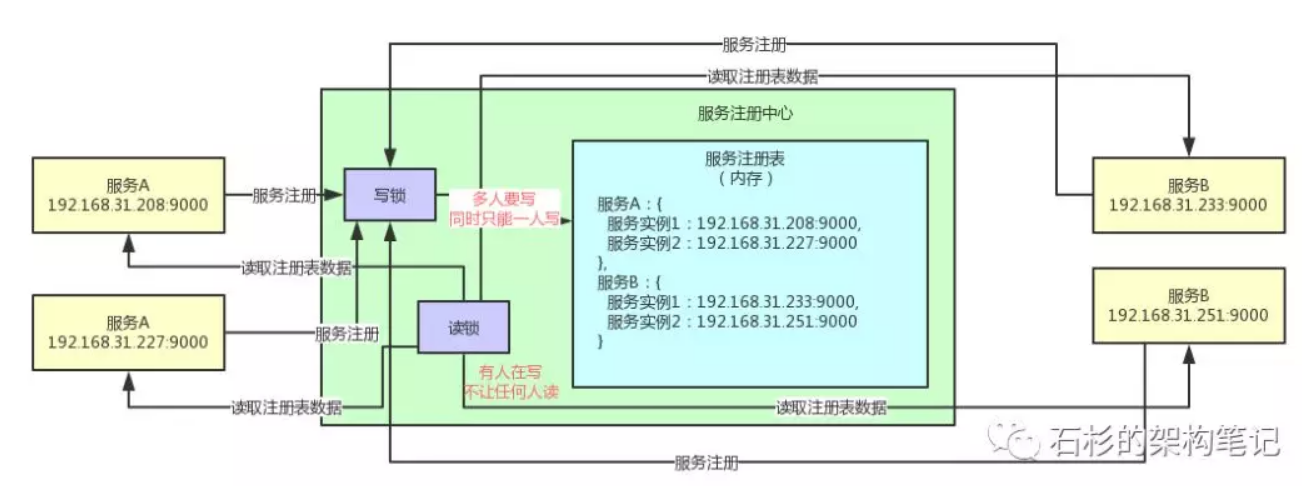 服务注册
读取注册表数据
服务注册中心
服务A
192.168.31.208:9000
服务注册
写锁
多人要写
同时只能一人写
服务注册表
（内存）
服务A：{
服务实例1：192.168.31.208:9000,
服务实例2：192.168.31.227:9000
},
服务B：{
服务实例1：192.168.31.233:9000,
服务实例2：192.168.31.251:9000
}
服务B
192.168.31.233:9000
读取注册表数据
服务A
192.168.31.227:9000
服务注册
读锁
有人在写
不让任何人读
服务B
192.168.31.251:9000
读取注册表数据
读取注册表数据
服务注册
石杉的架构笔记